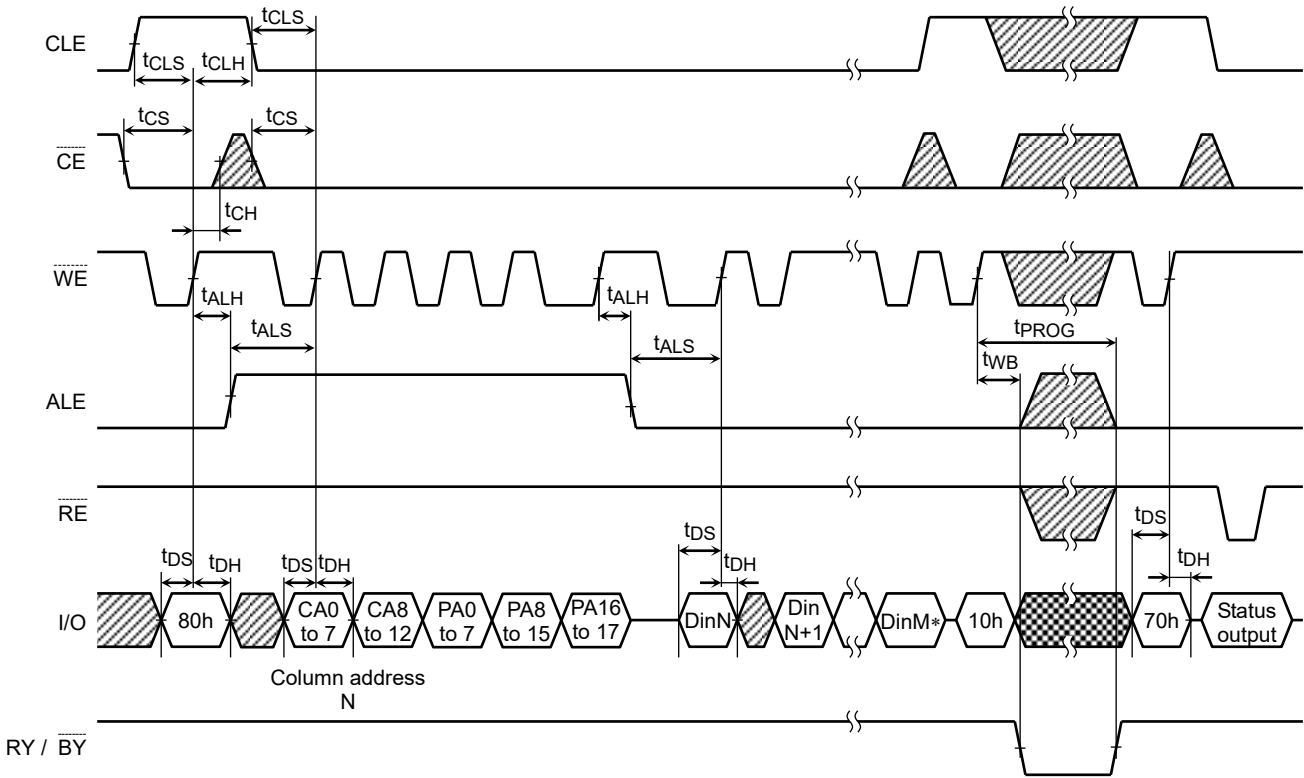 tCLS
CLE
tCLS tCLH
tCS tCS
CE
tCH
WE
tALH tALH
tALS tALS tPROG
tWB
ALE
RE
tDS tDH tDS tDH tDS tDH tDS tDH
I/O
80h
CA0
to 7
CA8
to 12
PA0
to 7
PA8
to 15
PA16
to 17
DinN
Din
N+1
DinM*
10h
70h
Status
output
Column address
N
RY / BY